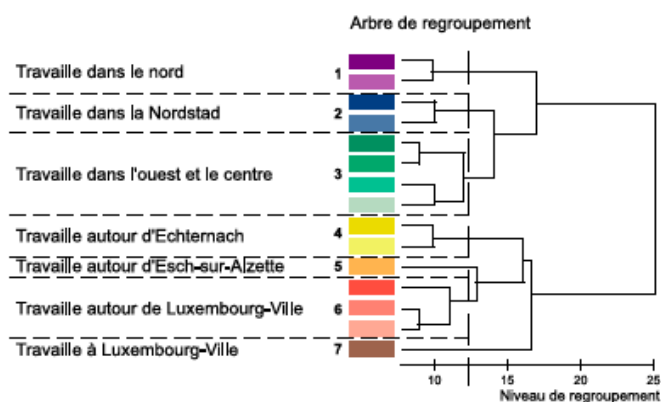 Arbre de regroupement
Travaille dans le nord 1
Travaille dans la Nordstad 2
Travaille dans l'ouest et le centre 3
Travaille autour d'Echternach 4
Travaille autour d'Esch-sur-Alzette 5
Travaille autour de Luxembourg-Ville 6
Travaille à Luxembourg-Ville 7
10 15 20 25
Niveau de regroupement